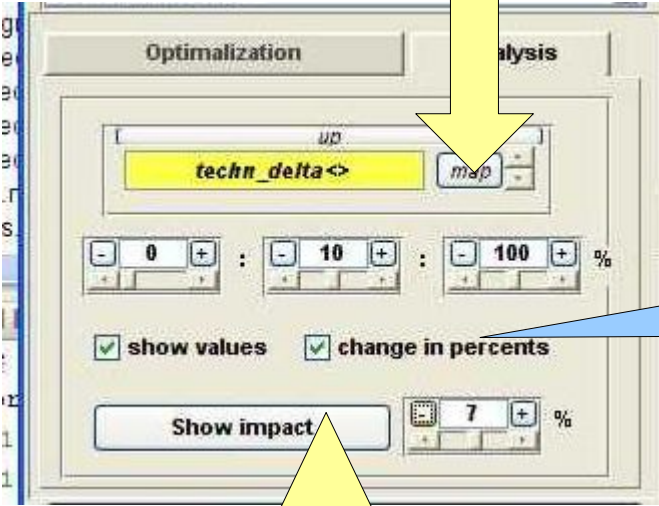 Optimalization alysis
up
techn_delta<> map
- 0 + : - 10 + : - 100 + %
show values change in percents
Show impact - 7 + %